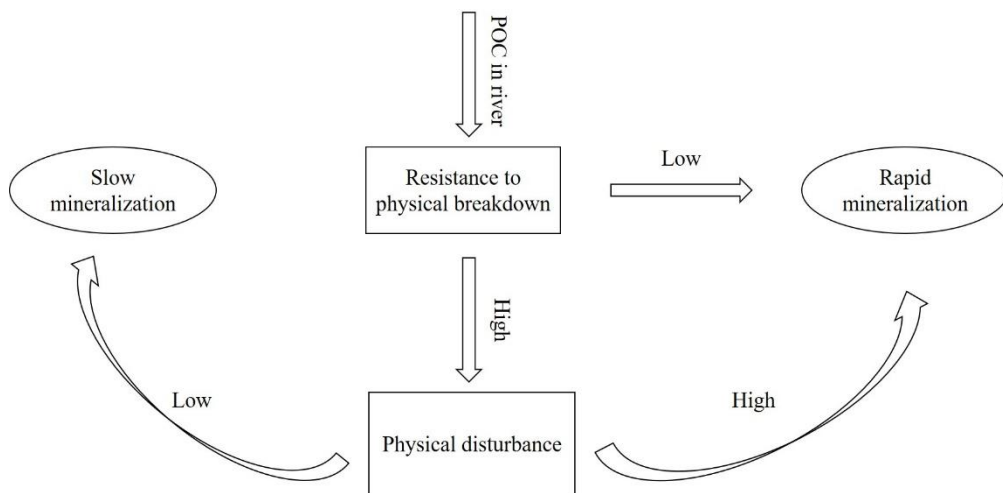 POC in river
Slow
mineralization
Resistance to
physical breakdown
Low
Rapid
mineralization
High
Low
Physical disturbance
High